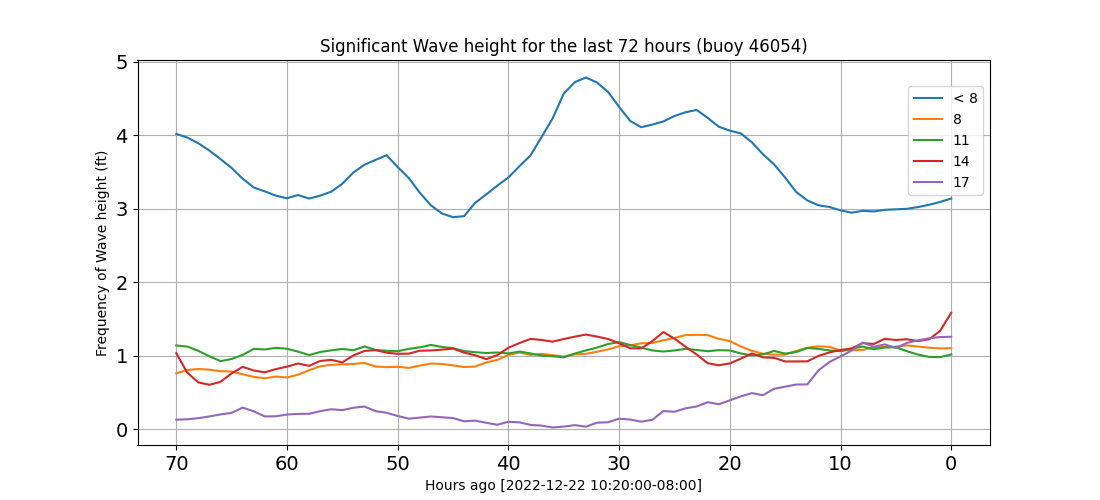 Significant Wave height for the last 72 hours (buoy 46054)
Frequency of Wave height (ft)
5
4
3
2
1
0
< 8
8
11
14
17
70 60 50 40 30 20 10 0
Hours ago [2022-12-22 10:20:00-08:00]